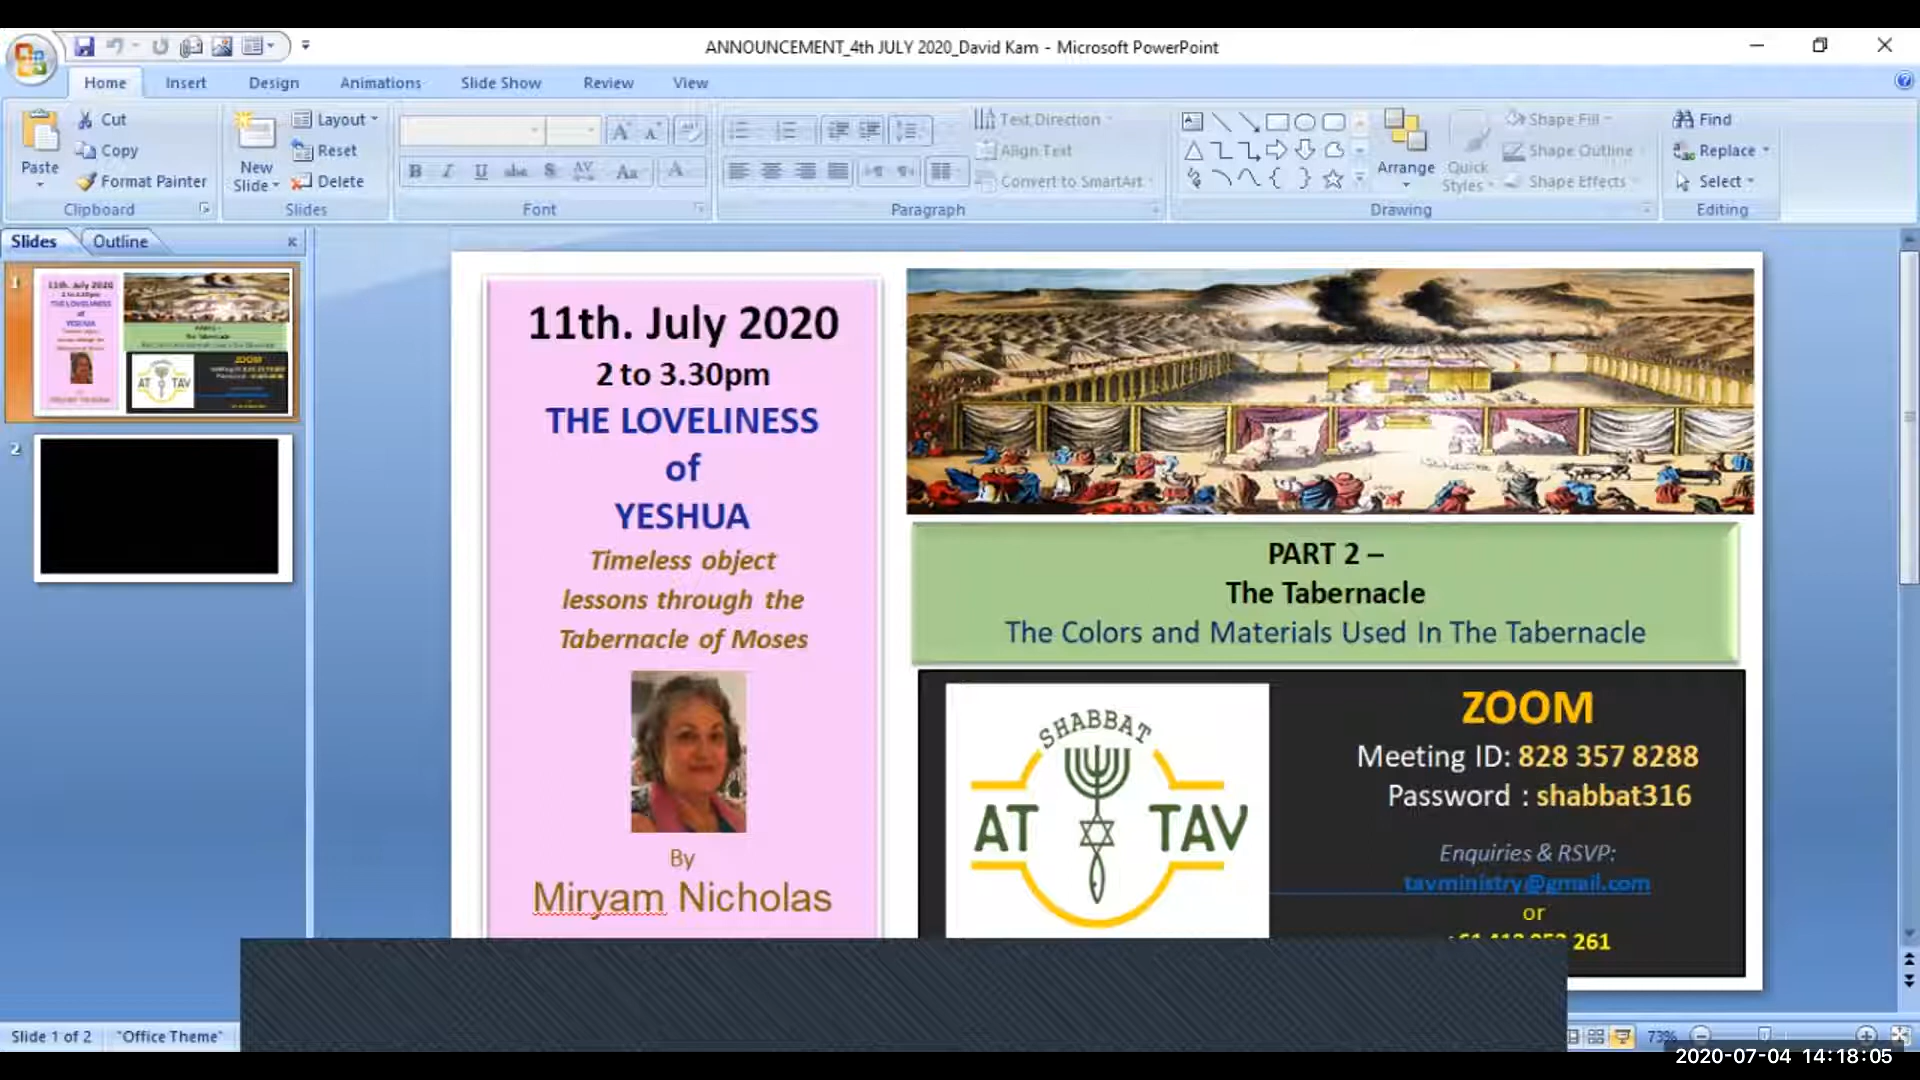 ANNOUNCEMENT_4th JULY 2020_David Kam - Microsoft PowerPoint
Home Insert Design Animations Slide Show Review View
Paste
Cut
Copy
Format Painter
Clipboard
New
Slide
Layout
Reset
Delete
Slides
Font
Text Direction
Align Text
Convert to SmartArt
Paragraph
Arrange
Quick
Styles
Shape Fill
Shape Outline
Shape Effects
Drawing
Find
Replace
Select
Editing
Slides Outline
1
2
11th. July 2020
2 to 3.30pm
THE LOVELINESS
of
YESHUA
Timeless object
lessons through the
Tabernacle of Moses
By
Miryam Nicholas
PART 2 –
The Tabernacle
The Colors and Materials Used In The Tabernacle
SHABBAT
AT TAV
ZOOM
Meeting ID: 828 357 8288
Password : shabbat316
Enquiries & RSVP:
tavministry@gmail.com
or
261
Slide 1 of 2 "Office Theme"
73%
2020-07-04 14:18:05